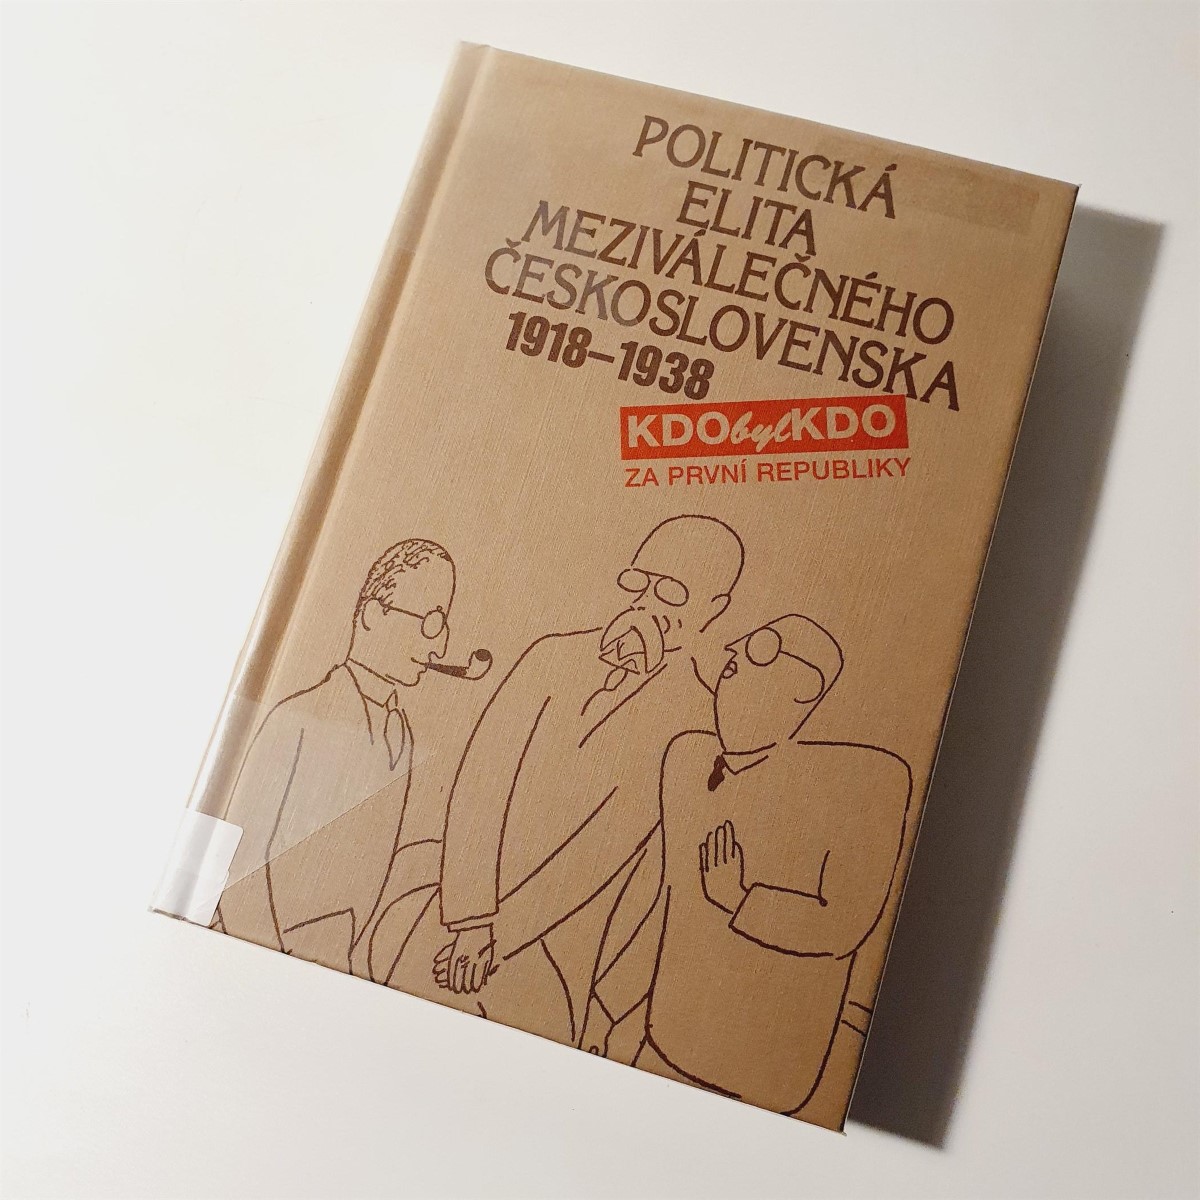 POLITICKÁ
ELITA
MEZIVÁLEČNÉHO
ČESKOSLOVENSKA
1918–1938
KDO byl KDO
ZA PRVNÍ REPUBLIKY